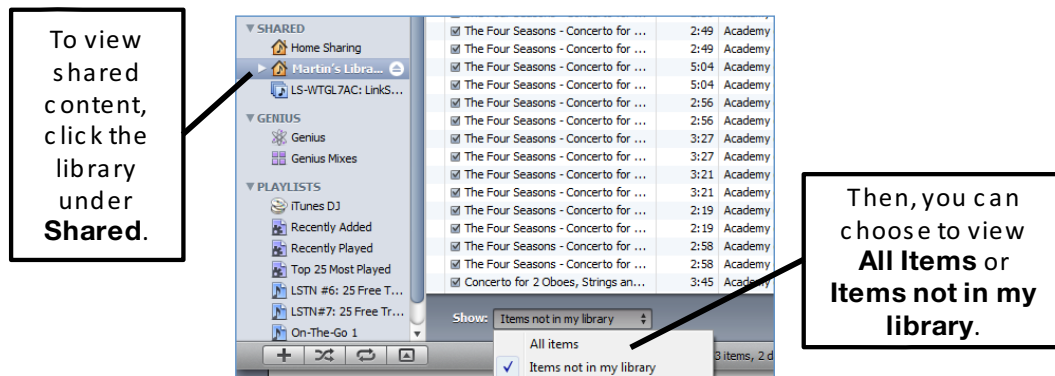 To view
shared
content,
click the
library
under
Shared.
SHARED
Home Sharing
Martin's Libra...
LS-WTGL7AC: LinkS...
GENIUS
Genius
Genius Mixes
PLAYLISTS
iTunes DJ
Recently Added
Recently Played
Top 25 Most Played
LSTN #6: 25 Free T...
LSTN#7: 25 Free Tr...
On-The-Go 1
The Four Seasons - Concerto for ... 2:49 Academy
The Four Seasons - Concerto for ... 2:49 Academy
The Four Seasons - Concerto for ... 5:04 Academy
The Four Seasons - Concerto for ... 5:04 Academy
The Four Seasons - Concerto for ... 2:56 Academy
The Four Seasons - Concerto for ... 2:56 Academy
The Four Seasons - Concerto for ... 3:27 Academy
The Four Seasons - Concerto for ... 3:27 Academy
The Four Seasons - Concerto for ... 3:21 Academy
The Four Seasons - Concerto for ... 3:21 Academy
The Four Seasons - Concerto for ... 2:19 Academy
The Four Seasons - Concerto for ... 2:19 Academy
The Four Seasons - Concerto for ... 2:58 Academy
The Four Seasons - Concerto for ... 2:58 Academy
Concerto for 2 Oboes, Strings an... 3:45 Academy
Show: Items not in my library
All items
Items not in my library
3 items, 2 d
Then, you can
choose to view
All Items or
Items not in my
library.